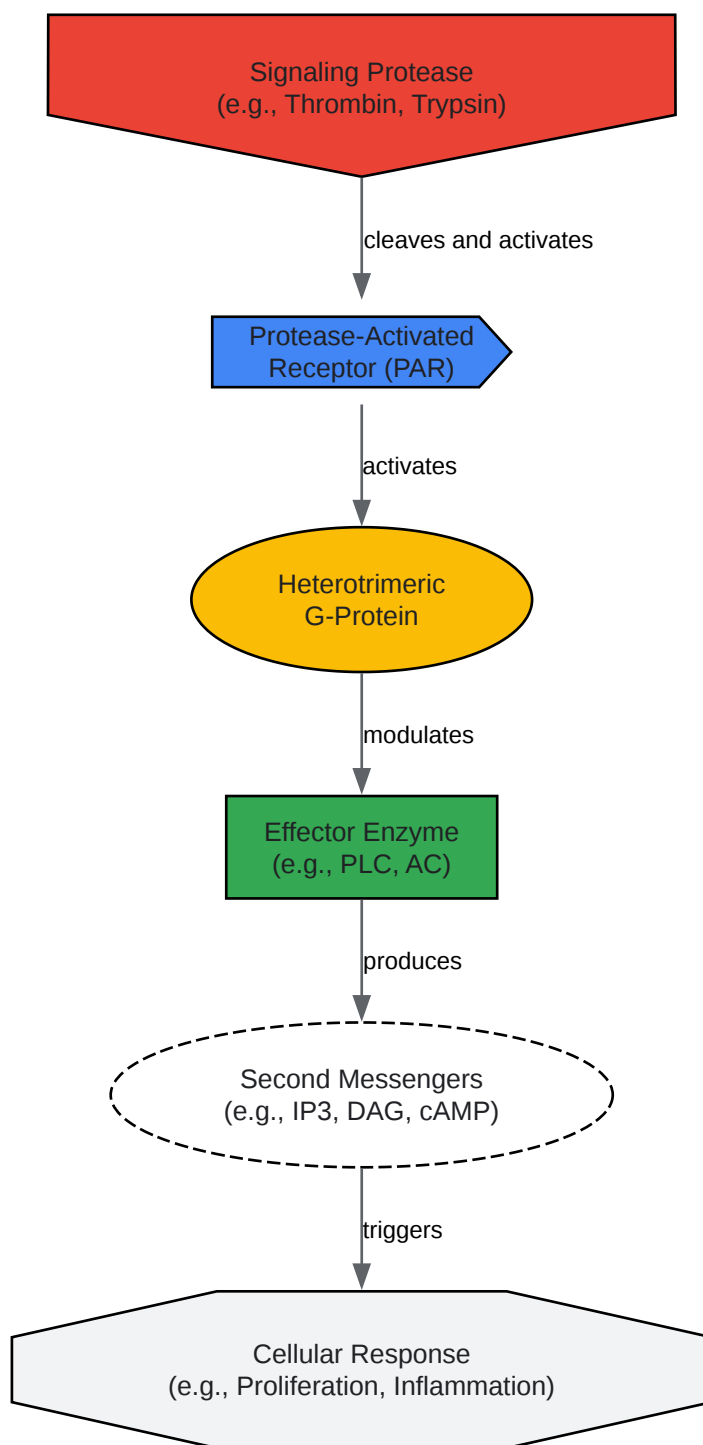 Signaling Protease
(e.g., Thrombin, Trypsin)
cleaves and activates
Protease-Activated
Receptor (PAR)
activates
Heterotrimeric
G-Protein
modulates
Effector Enzyme
(e.g., PLC, AC)
produces
Second Messengers
(e.g., IP3, DAG, cAMP)
triggers
Cellular Response
(e.g., Proliferation, Inflammation)